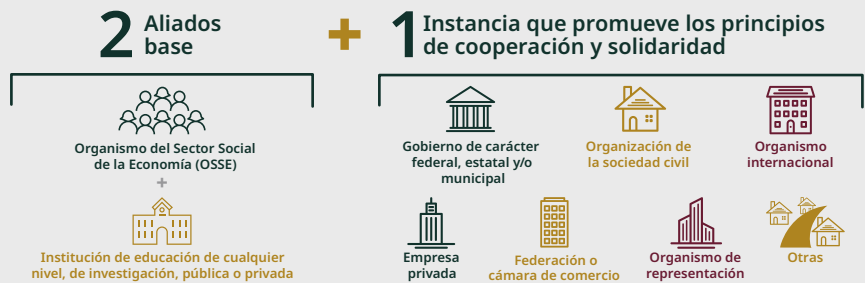 2 Aliados
base
+
1 Instancia que promueve los principios
de cooperación y solidaridad
Organismo del Sector Social
de la Economía (OSSE)
+
Institución de educación de cualquier
nivel, de investigación, pública o privada
Gobierno de carácter
federal, estatal y/o
municipal
Organización de
la sociedad civil
Organismo
internacional
Empresa
privada
Federación o
cámara de comercio
Organismo de
representación
Otras